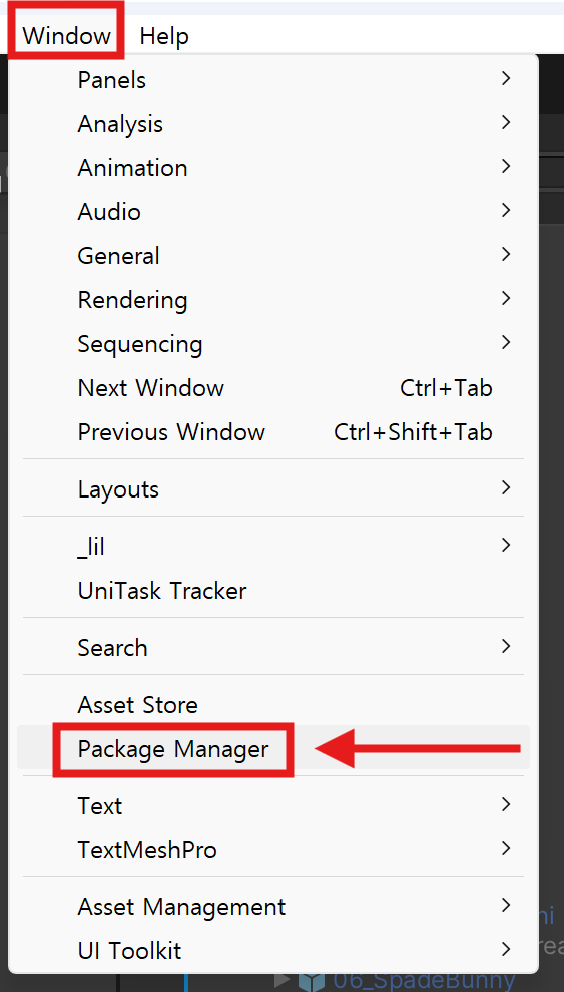 Window Help
Panels
Analysis
Animation
Audio
General
Rendering
Sequencing
Next Window Ctrl+Tab
Previous Window Ctrl+Shift+Tab
Layouts
_lil
UniTask Tracker
Search
Asset Store
Package Manager
Text
TextMeshPro
Asset Management
UI Toolkit
06_SpadeBunny